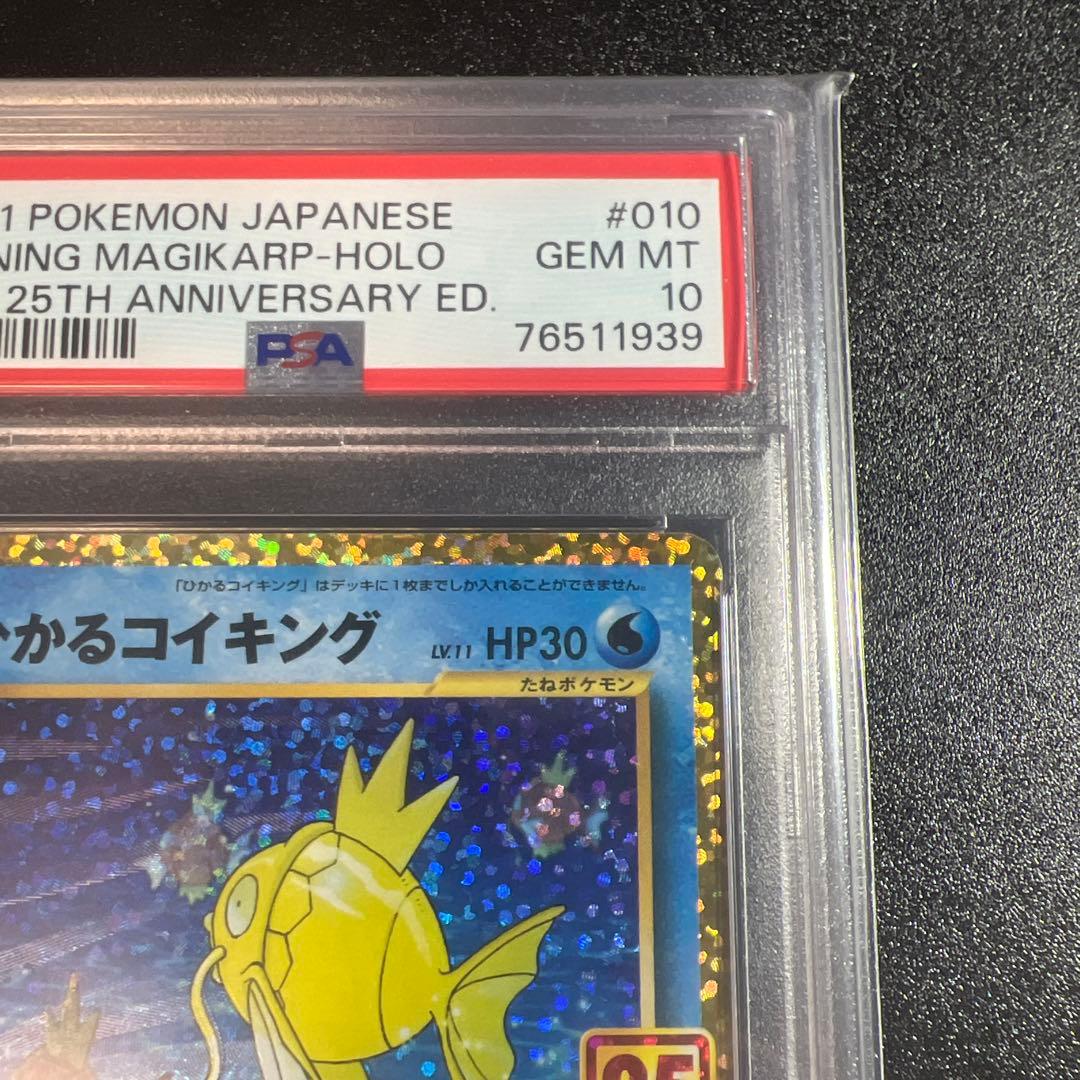 1 POKEMON JAPANESE #010
NING MAGIKARP-HOLO GEM MT
25TH ANNIVERSARY ED. 10
PSA 76511939
「ひかるコイキング」はデッキに1枚までしか入れることができません。
ひかるコイキング LV.11 HP30
たねポケモン
25